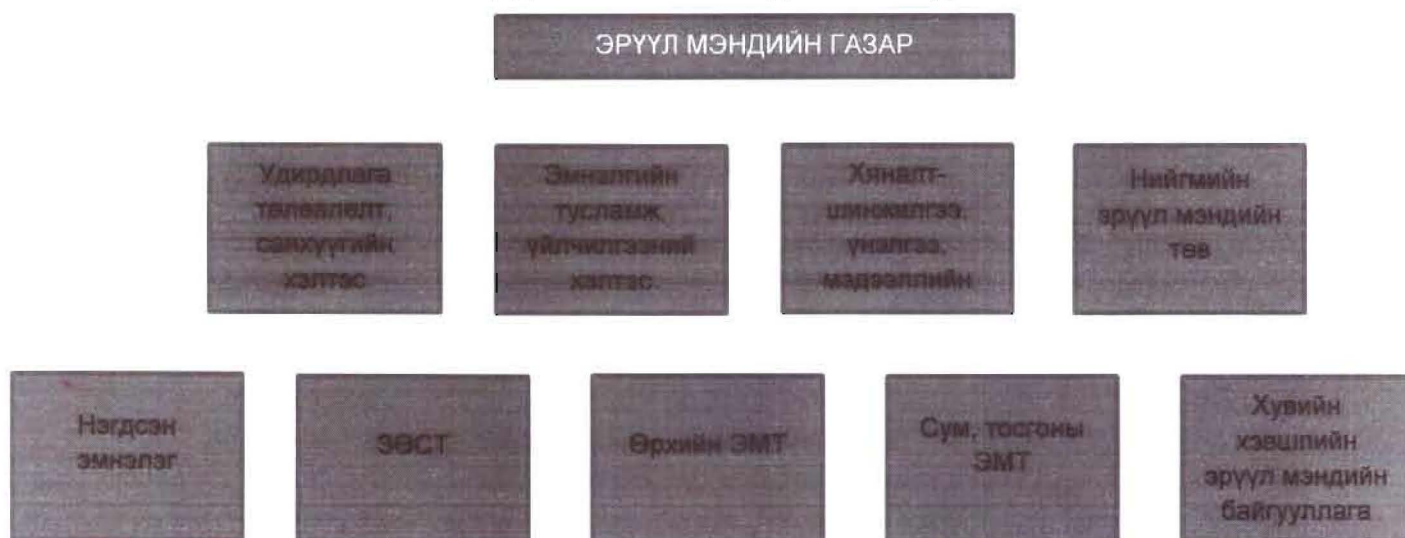 ЭРҮҮЛ МЭНДИЙН ГАЗАР
Удирдлага
төлөвлөлт,
санхүүгийн
хэлтэс
Эмнэлгийн
тусламж
үйлчилгээний
хэлтэс
Хяналт-
шинжилгээ,
үнэлгээ,
мэдээллийн
Нийгмийн
эрүүл мэндийн
төв
Нэгдсэн
эмнэлэг
ЗӨСТ
Өрхийн ЭМТ
Сум, тосгоны
ЭМТ
Хувийн
хэвшлийн
эрүүл мэндийн
байгууллага